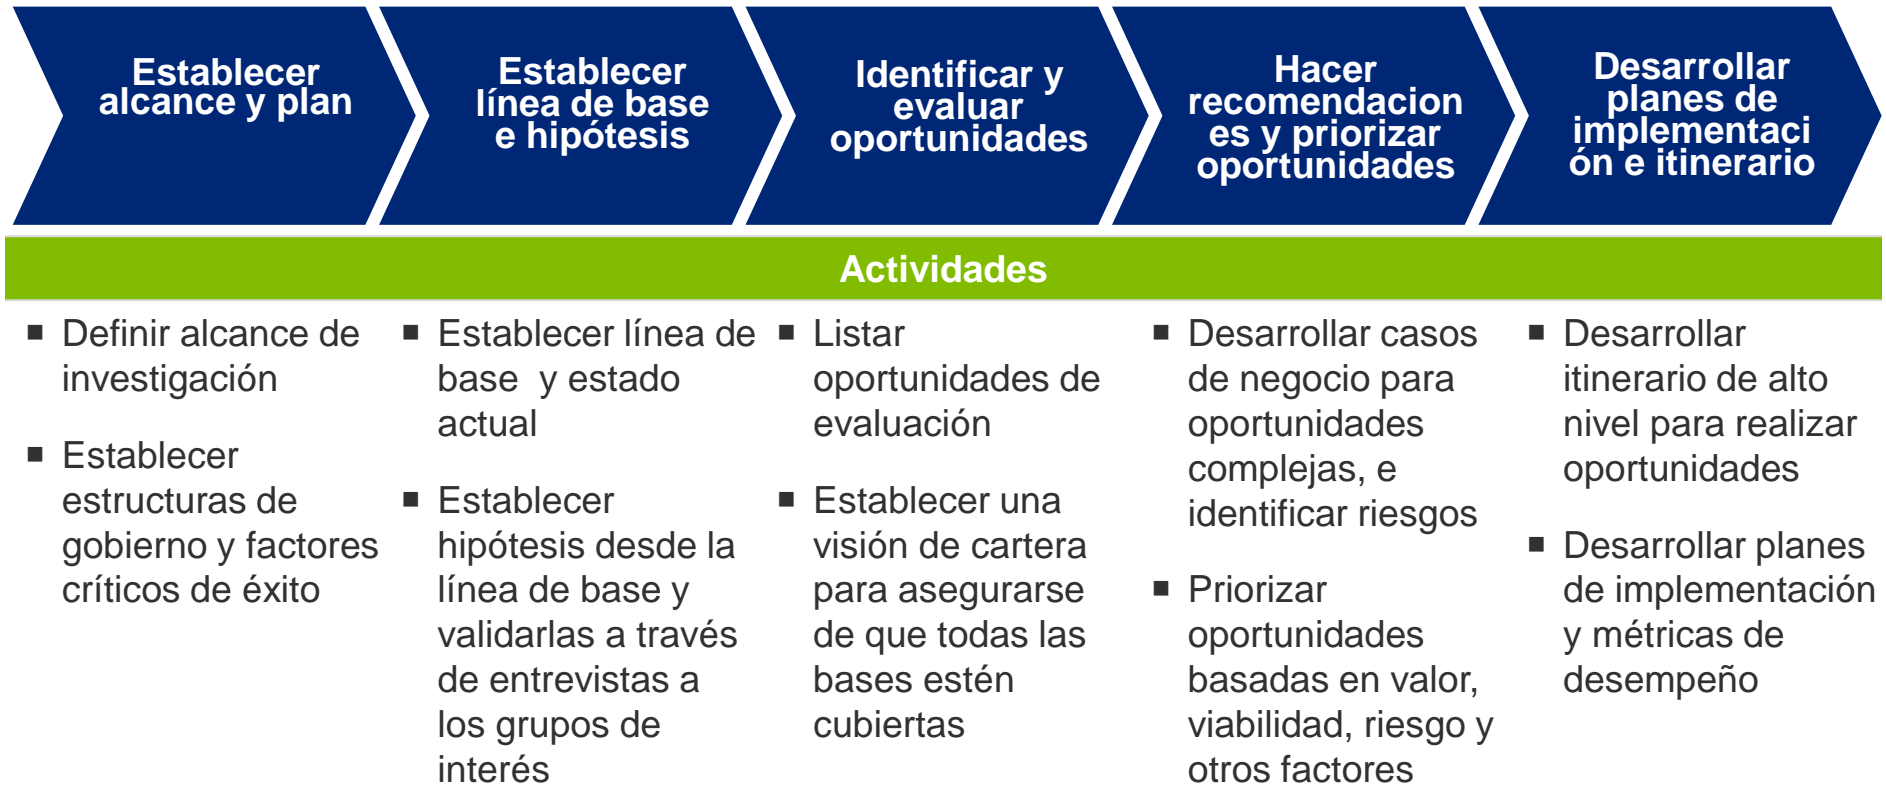 Establecer
alcance y plan
Establecer
línea de base
e hipótesis
Identificar y
evaluar
oportunidades
Hacer
recomendacion
es y priorizar
oportunidades
Desarrollar
planes de
implementaci
ón e itinerario
Actividades
■ Definir alcance de
investigación
■ Establecer
estructuras de
gobierno y factores
críticos de éxito
■ Establecer línea de
base y estado
actual
■ Establecer
hipótesis desde la
línea de base y
validarlas a través
de entrevistas a
los grupos de
interés
■ Listar
oportunidades de
evaluación
■ Establecer una
visión de cartera
para asegurarse
de que todas las
bases estén
cubiertas
■ Desarrollar casos
de negocio para
oportunidades
complejas, e
identificar riesgos
■ Priorizar
oportunidades
basadas en valor,
viabilidad, riesgo y
otros factores
■ Desarrollar
itinerario de alto
nivel para realizar
oportunidades
■ Desarrollar planes
de implementación
y métricas de
desempeño